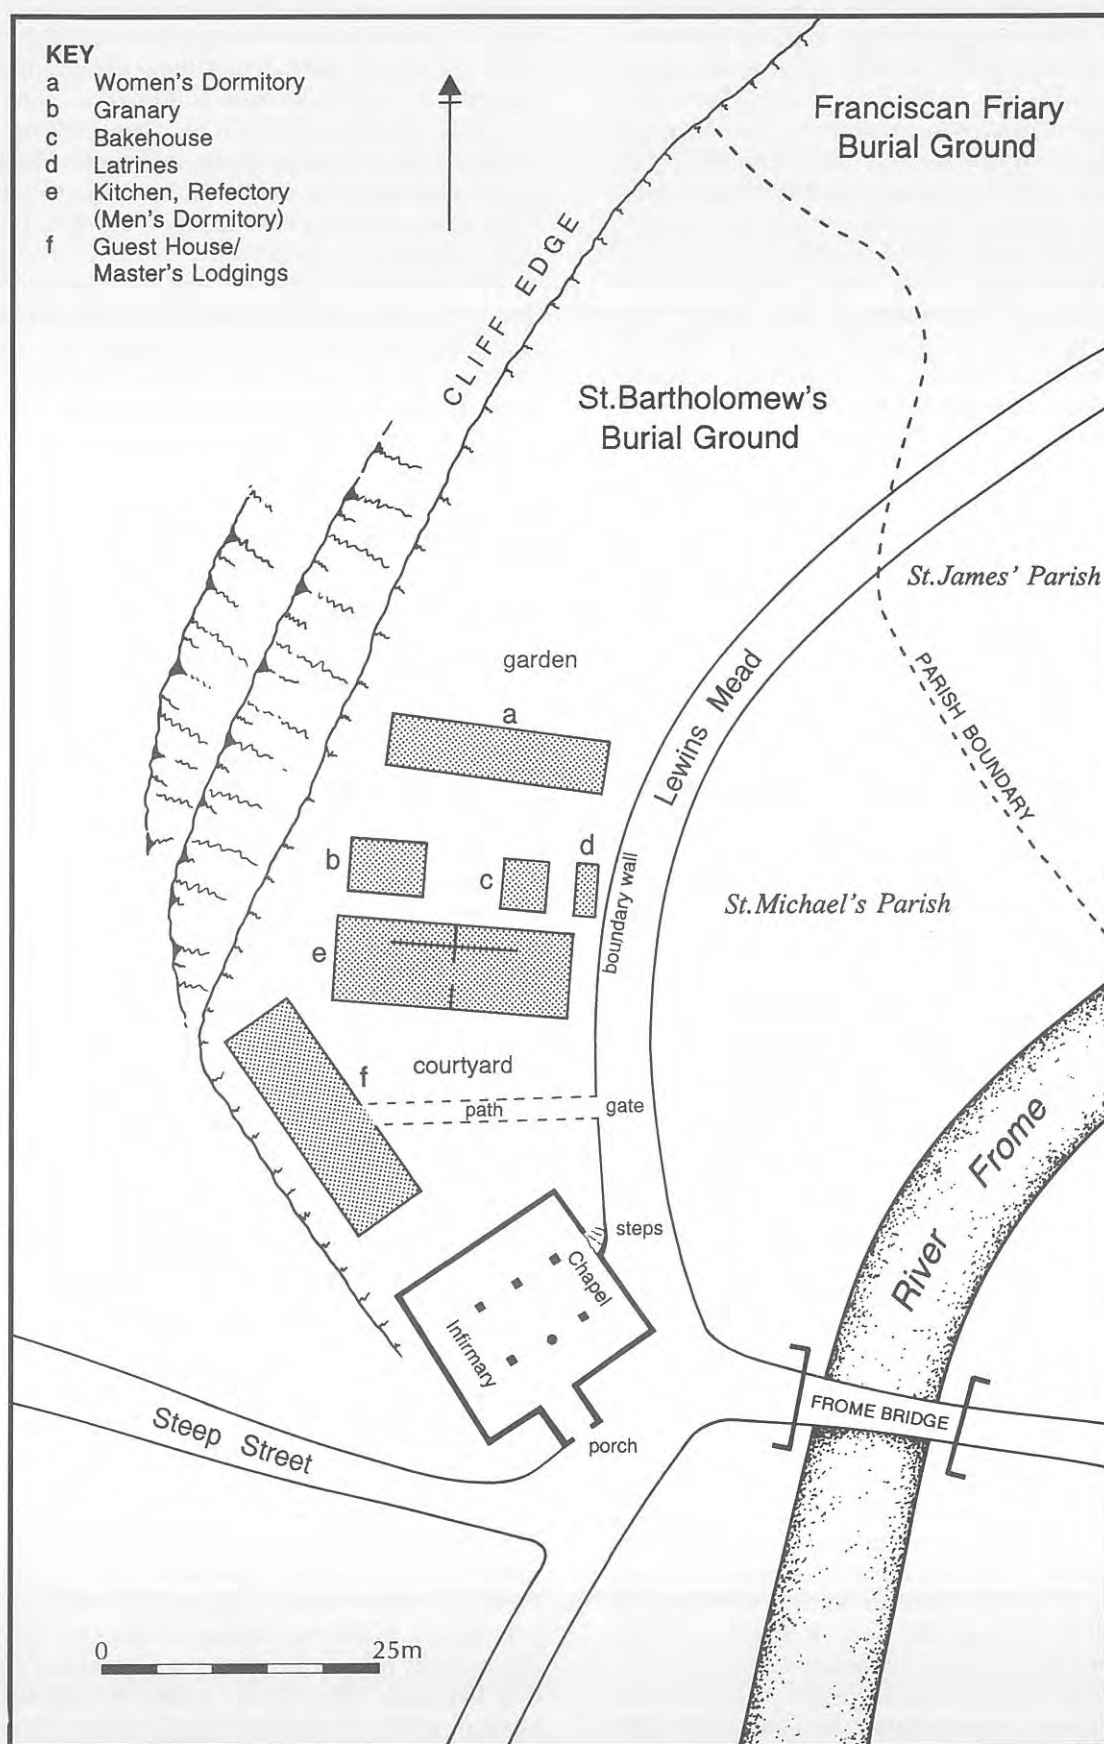 KEY
a Women's Dormitory
b Granary
c Bakehouse
d Latrines
e Kitchen, Refectory
(Men's Dormitory)
f Guest House/
Master's Lodgings
Franciscan Friary
Burial Ground
CLIFF EDGE
St.Bartholomew's
Burial Ground
St.James' Parish
garden
a
Lewins Mead
PARISH BOUNDARY
b
c
d
boundary wall
St.Michael's Parish
e
f
courtyard
path
gate
River Frome
steps
Chapel
Infirmary
FROME BRIDGE
Steep Street
porch
0 25m